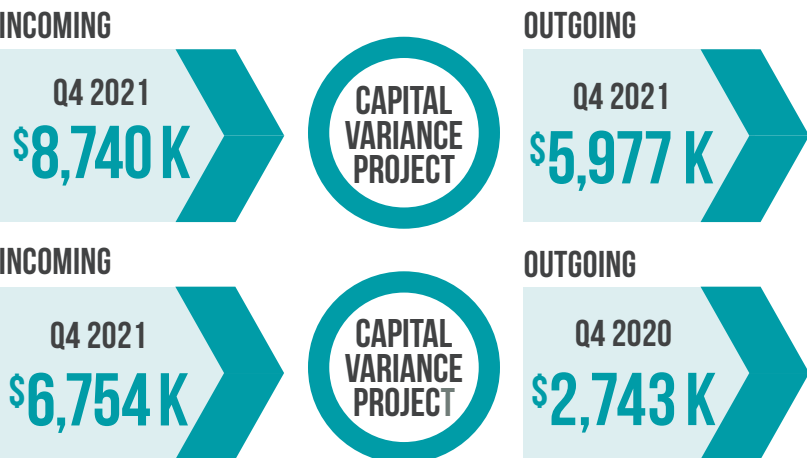 INCOMING
Q4 2021
$8,740 K
CAPITAL
VARIANCE
PROJECT
OUTGOING
Q4 2021
$5,977 K
INCOMING
Q4 2021
$6,754 K
CAPITAL
VARIANCE
PROJECT
OUTGOING
Q4 2020
$2,743 K